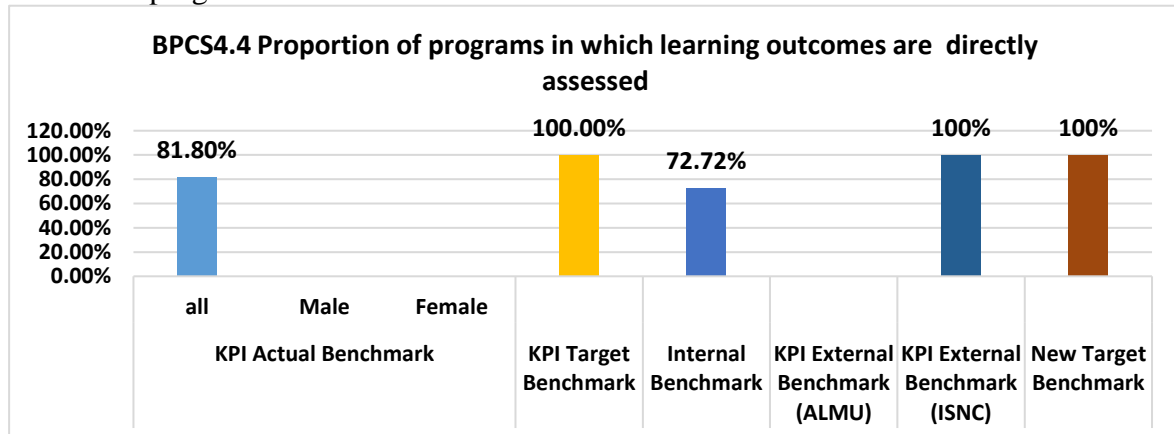 BPCS4.4 Proportion of programs in which learning outcomes are directly
assessed
120.00%
100.00%
80.00%
60.00%
40.00%
20.00%
0.00%
81.80%
100.00%
72.72%
100%
100%
all
Male
Female
KPI Actual Benchmark
KPI Target
Benchmark
Internal
Benchmark
KPI External
Benchmark
(ALMU)
KPI External
Benchmark
(ISNC)
New Target
Benchmark